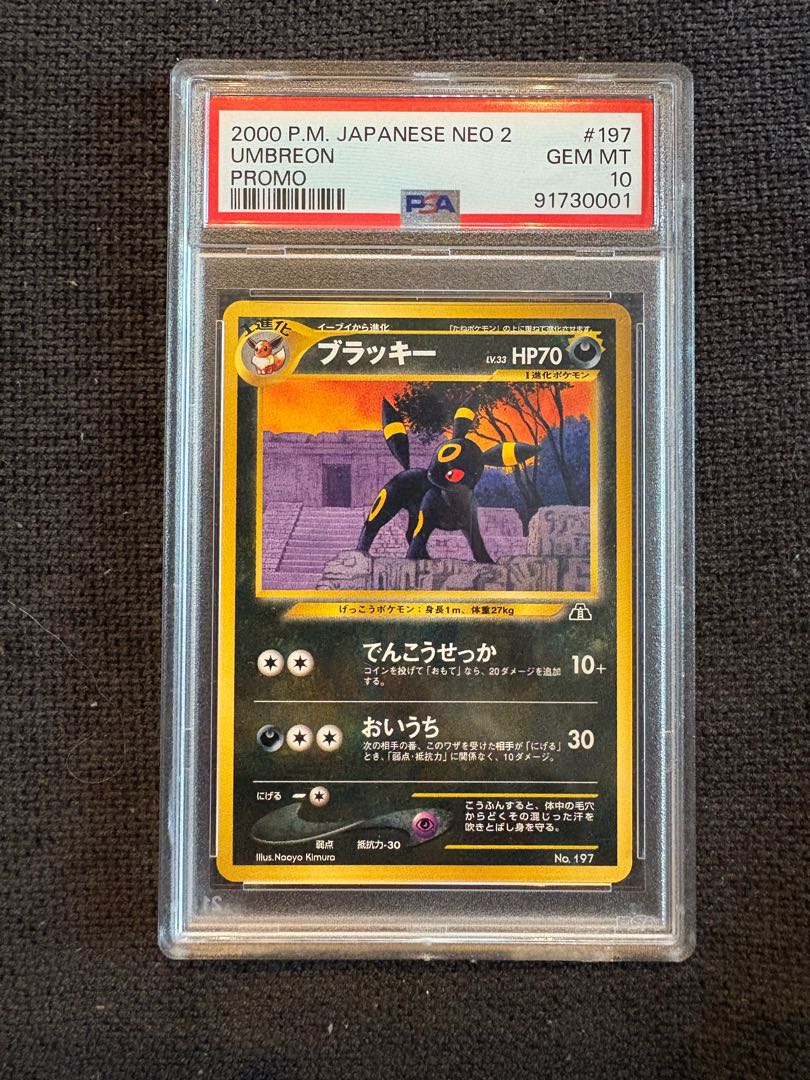 2000 P.M. JAPANESE NEO 2 #197
UMBREON GEM MT
PROMO 10
PSA 91730001
1進化
イーブイから進化 「たねポケモン」の上に重ねて進化させます
ブラッキー LV.33 HP70
1進化ポケモン
げっこうポケモン:身長1m、体重27kg
でんこうせっか 10+
コインを投げて「おもて」なら、20ダメージを追加
する。
おいうち 30
次の相手の番、このワザを受けた相手が「にげる」
とき、「弱点・抵抗力」に関係なく、10ダメージ。
にげる
こうふんすると、体中の毛穴
からどくその混じった汗を
吹きとばし身を守る。
弱点 抵抗力-30
Illus.Naoyo Kimura No. 197